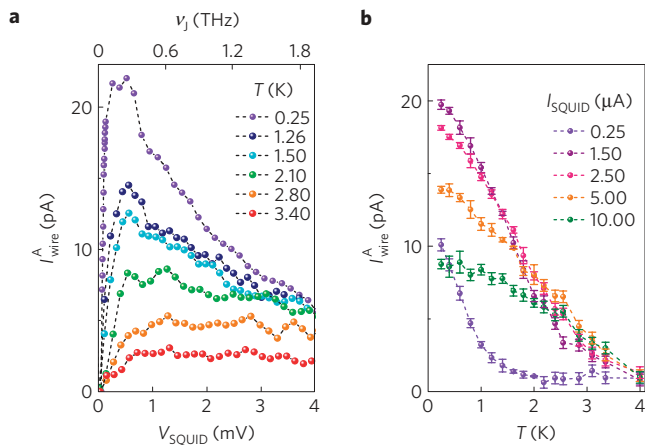 a
ν_J (THz)
0 0.6 1.2 1.8
T (K)
0.25
1.26
1.50
2.10
2.80
3.40
20
10
0
I^A_wire (pA)
0 1 2 3 4
V_SQUID (mV)
b
I_SQUID (μA)
0.25
1.50
2.50
5.00
10.00
20
10
0
I^A_wire (pA)
0 1 2 3 4
T (K)